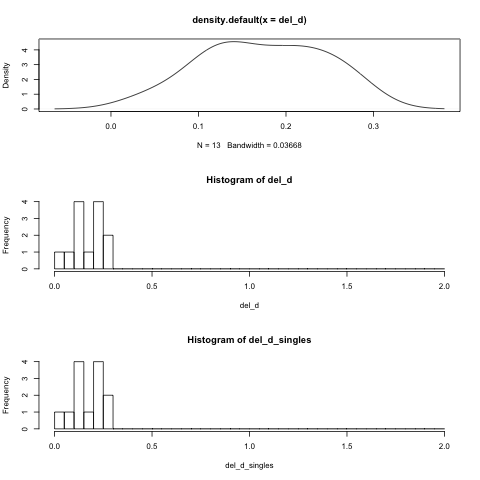 density.default(x = del_d)
Density
0 1 2 3 4
0.0 0.1 0.2 0.3
N = 13 Bandwidth = 0.03668
Histogram of del_d
Frequency
0 1 2 3 4
0.0 0.5 1.0 1.5 2.0
del_d
Histogram of del_d_singles
Frequency
0 1 2 3 4
0.0 0.5 1.0 1.5 2.0
del_d_singles